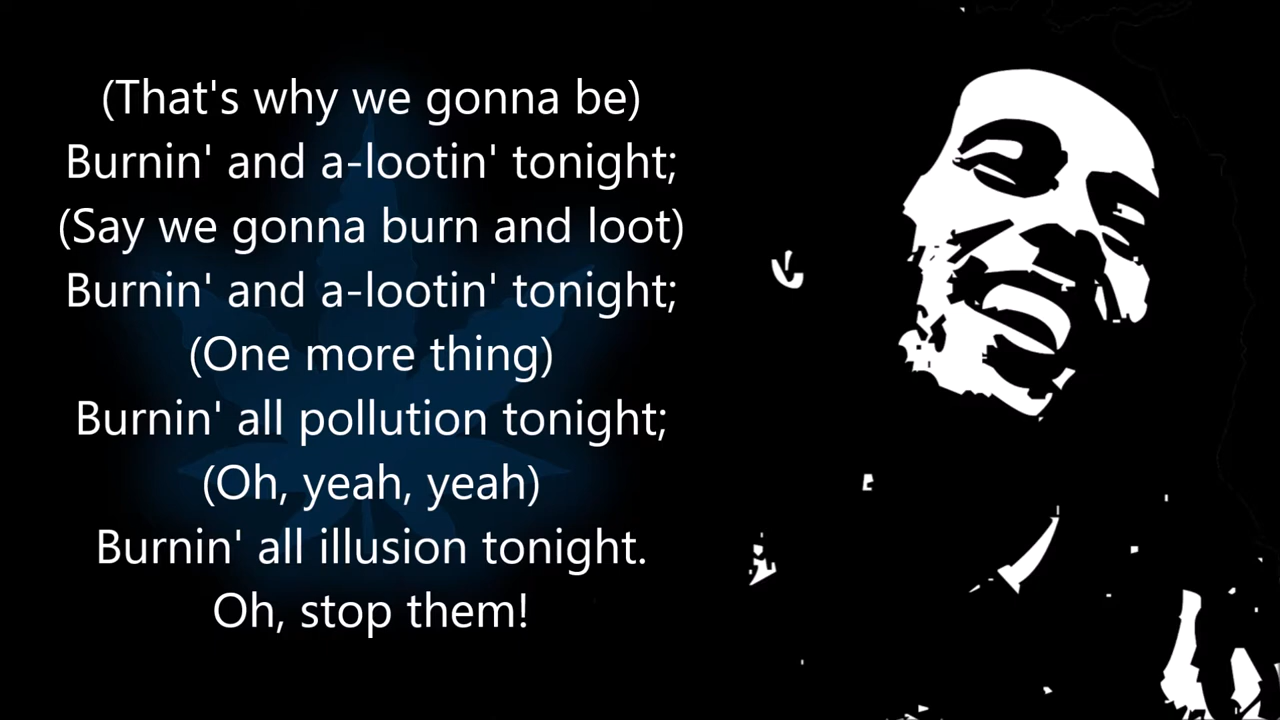 (That's why we gonna be)
Burnin' and a-lootin' tonight;
(Say we gonna burn and loot)
Burnin' and a-lootin' tonight;
(One more thing)
Burnin' all pollution tonight;
(Oh, yeah, yeah)
Burnin' all illusion tonight.
Oh, stop them!